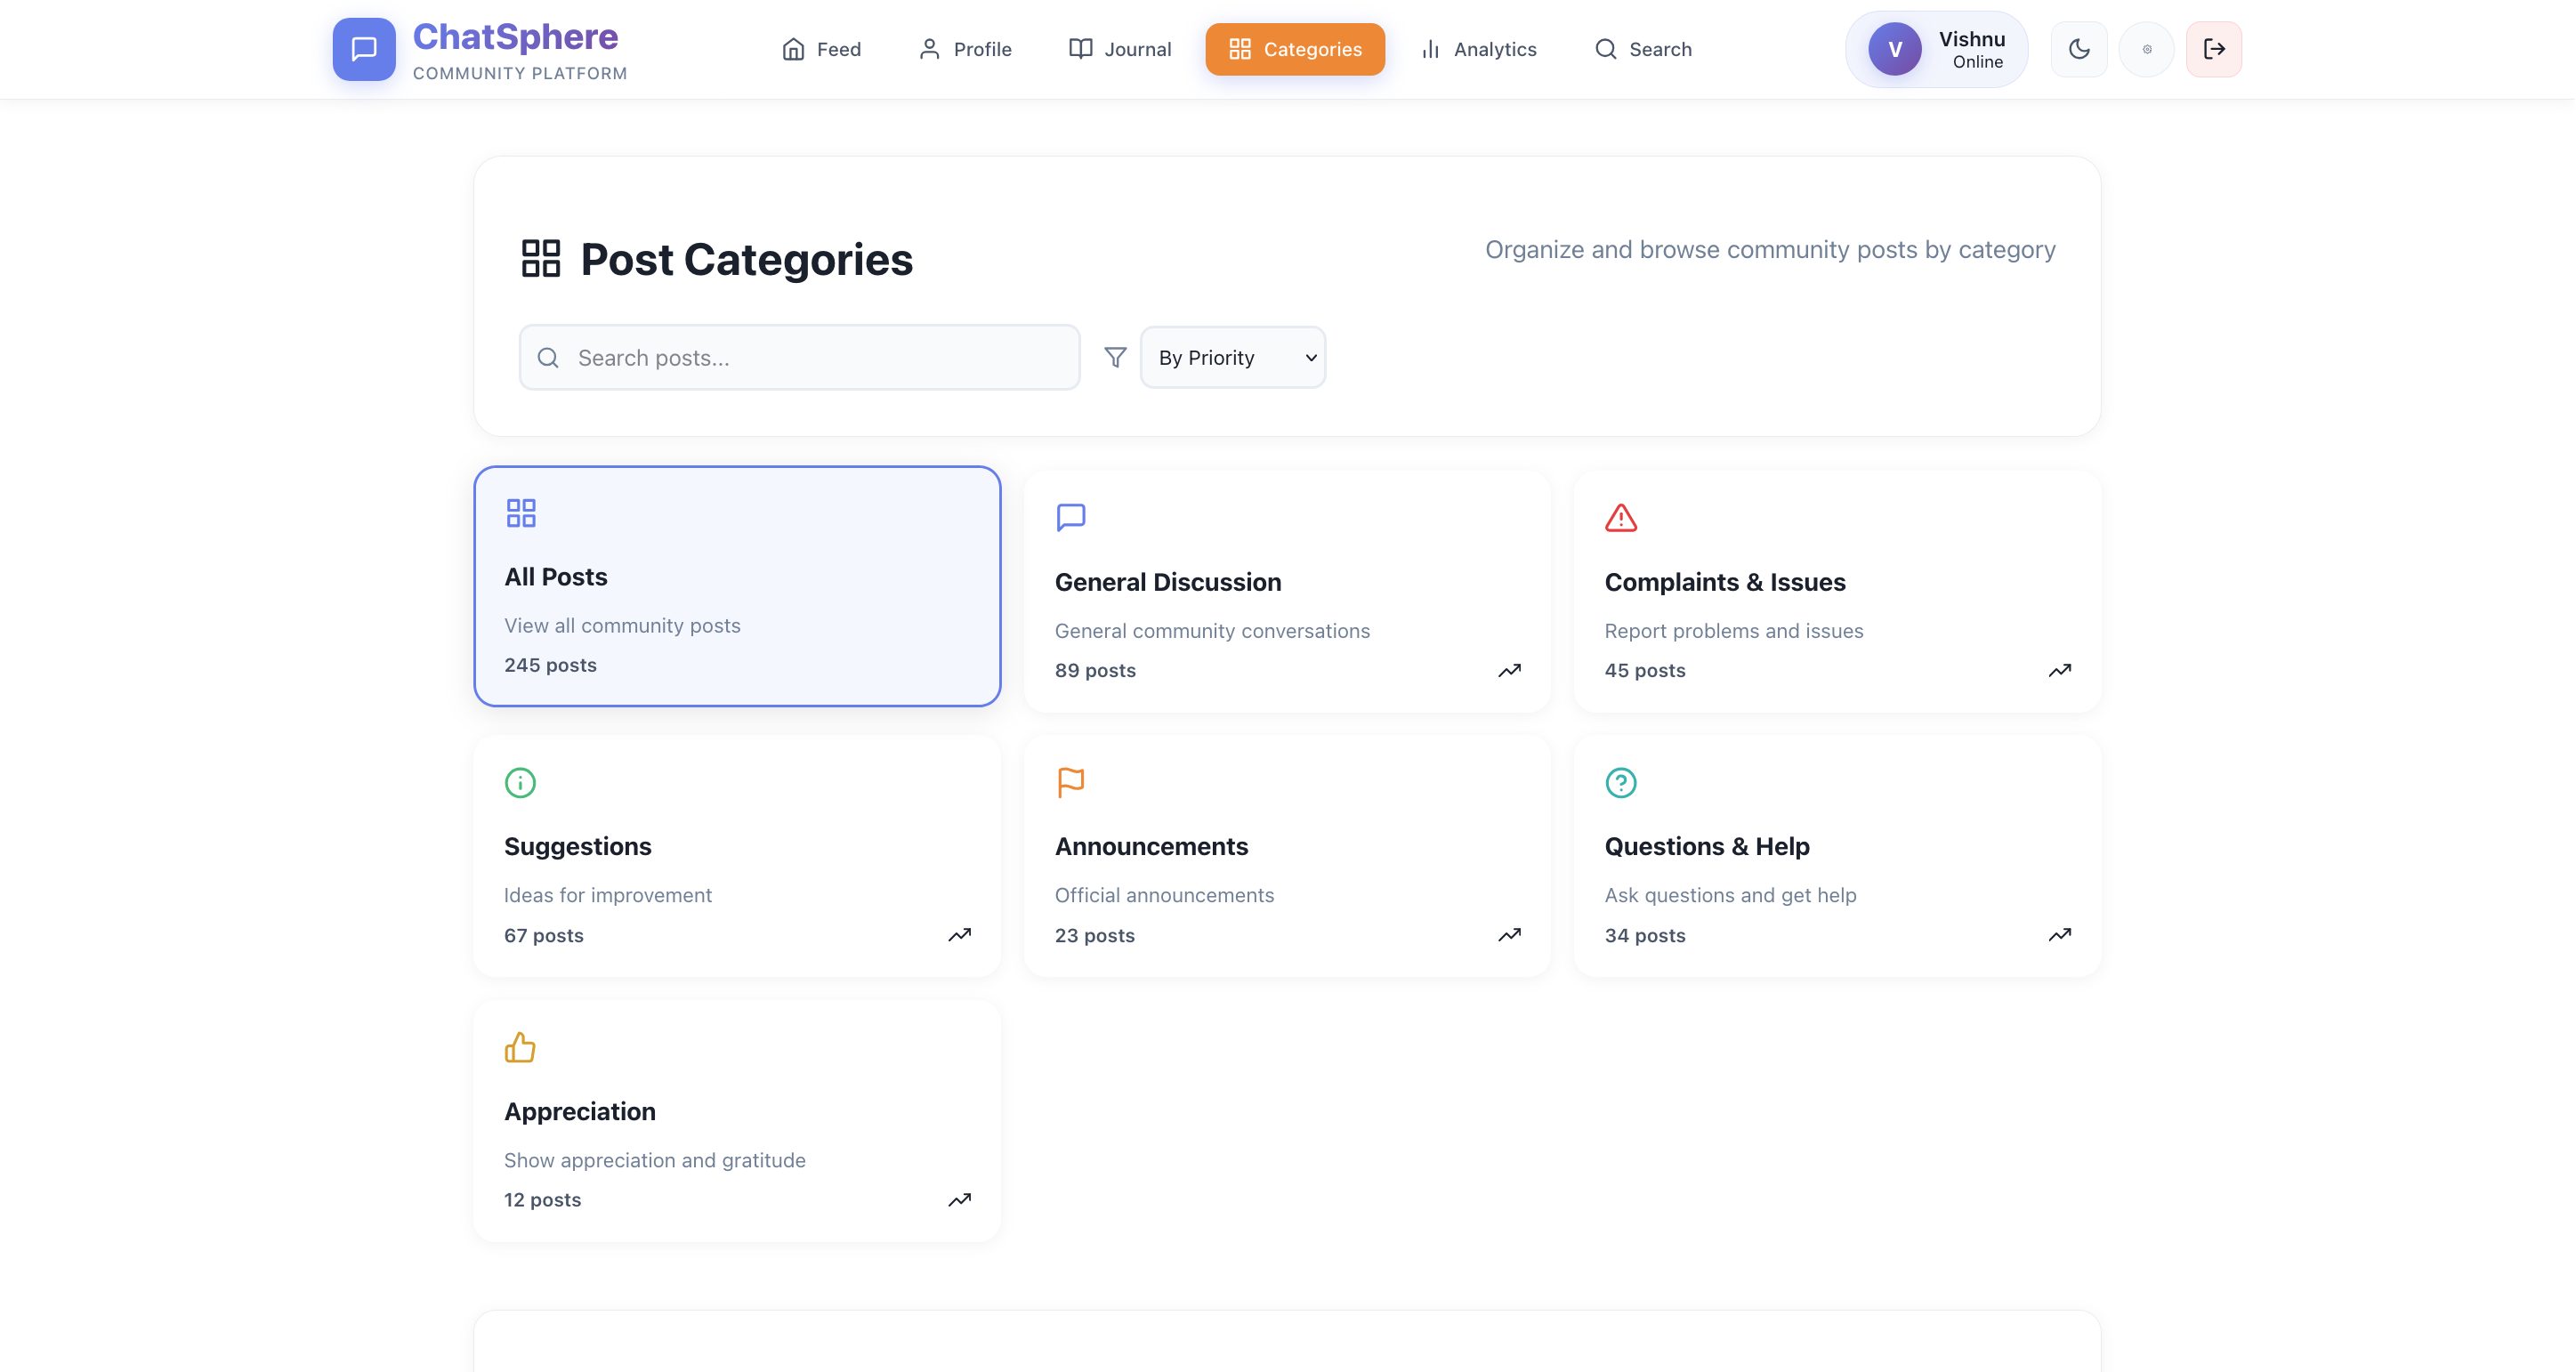 ChatSphere
COMMUNITY PLATFORM
Feed
Profile
Journal
Categories
Analytics
Search
V
Vishnu
Online
Post Categories
Organize and browse community posts by category
Search posts...
By Priority
All Posts
View all community posts
245 posts
General Discussion
General community conversations
89 posts
Complaints & Issues
Report problems and issues
45 posts
Suggestions
Ideas for improvement
67 posts
Announcements
Official announcements
23 posts
Questions & Help
Ask questions and get help
34 posts
Appreciation
Show appreciation and gratitude
12 posts